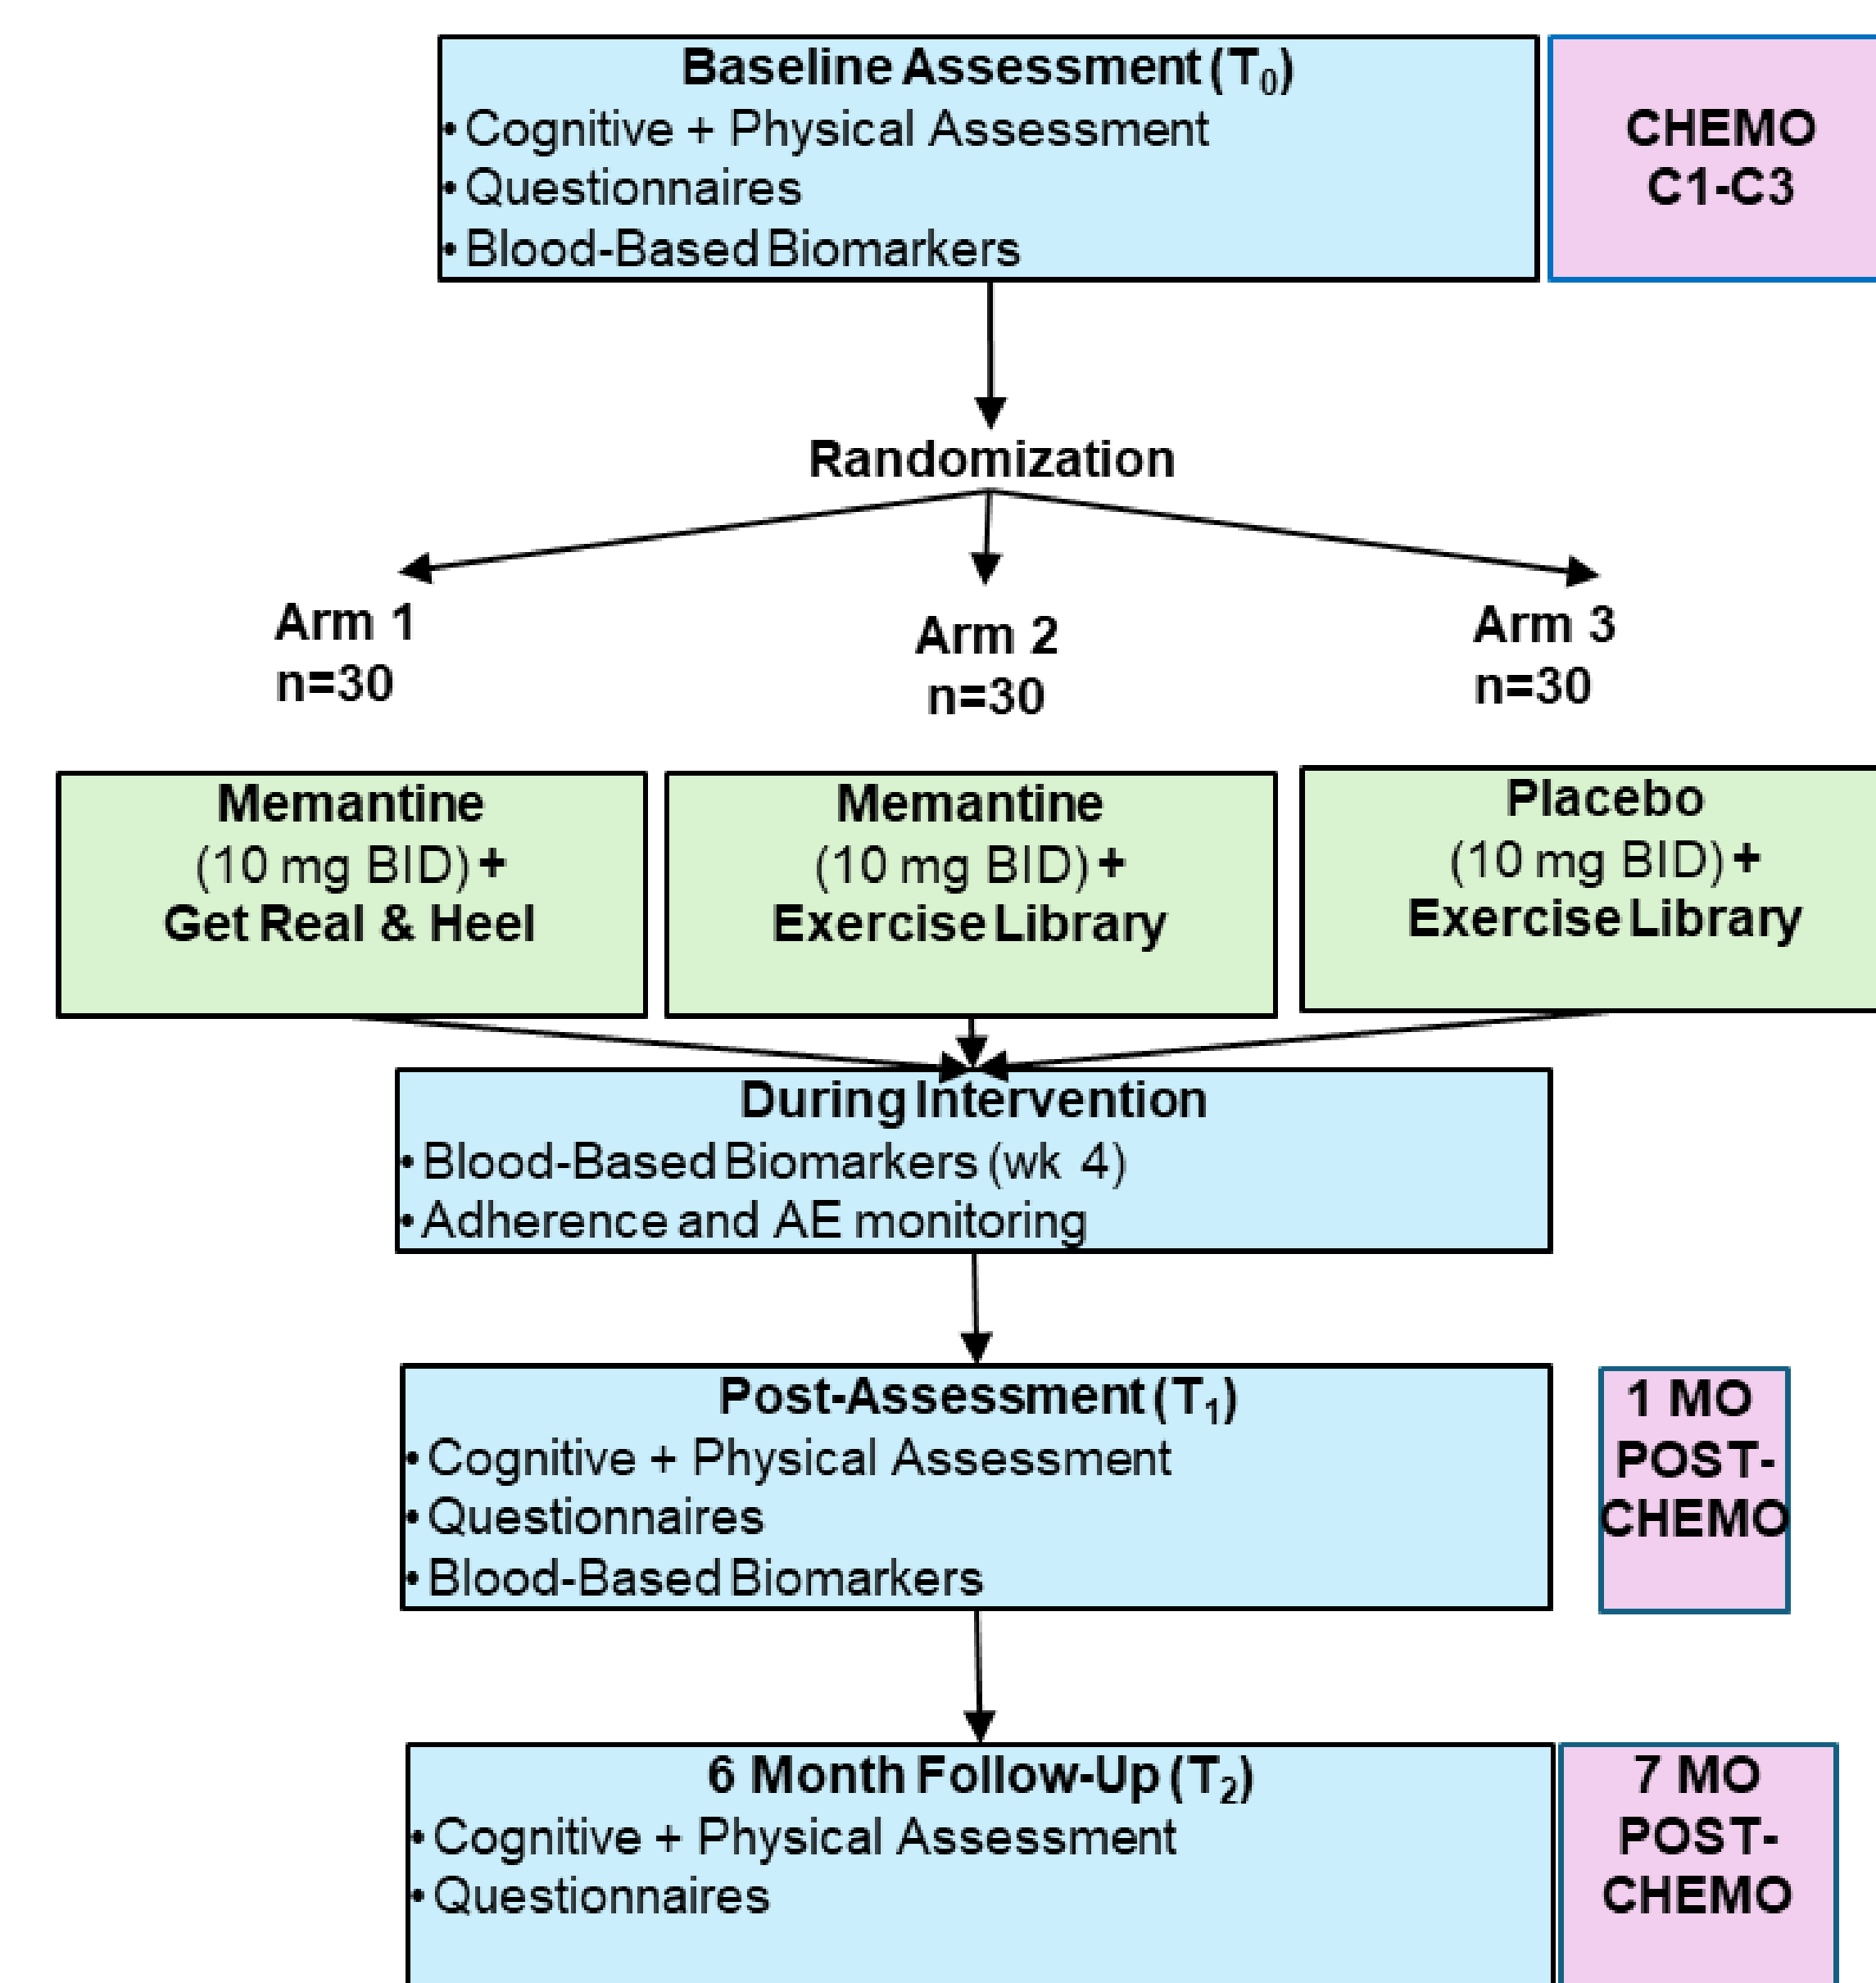 Baseline Assessment (T₀)
•Cognitive + Physical Assessment
•Questionnaires
•Blood-Based Biomarkers
CHEMO
C1-C3
Randomization
Arm 1
n=30
Arm 2
n=30
Arm 3
n=30
Memantine
(10 mg BID) +
Get Real & Heel
Memantine
(10 mg BID) +
Exercise Library
Placebo
(10 mg BID) +
Exercise Library
During Intervention
•Blood-Based Biomarkers (wk 4)
•Adherence and AE monitoring
Post-Assessment (T₁)
•Cognitive + Physical Assessment
•Questionnaires
•Blood-Based Biomarkers
1 MO
POST-
CHEMO
6 Month Follow-Up (T₂)
•Cognitive + Physical Assessment
•Questionnaires
7 MO
POST-
CHEMO